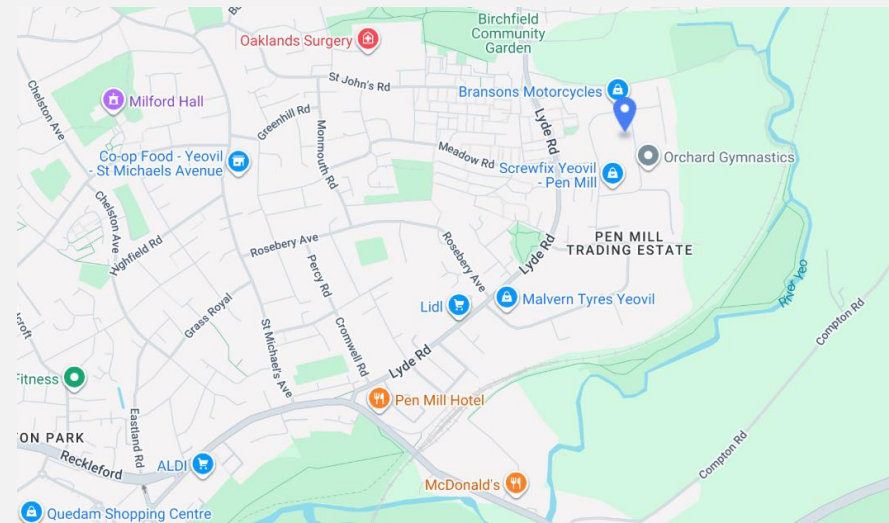 Birchfield
Community
Garden
Oaklands Surgery
St John's Rd
Bransons Motorcycles
Chelston Ave
Milford Hall
Greenhill Rd
Monmouth Rd
Lyde Rd
Co-op Food - Yeovil
- St Michaels Avenue
Meadow Rd
Orchard Gymnastics
Screwfix Yeovil
- Pen Mill
Chelston Ave
Highfield Rd
Rosebery Ave
Rosebery Ave
Lyde Rd
PEN MILL
TRADING ESTATE
River Yeo
Percy Rd
Grass Royal
Lidl
Malvern Tyres Yeovil
Compton Rd
croft
St Michael's Ave
Cromwell Rd
Lyde Rd
Fitness
Pen Mill Hotel
Eastland Rd
ON PARK
Reckleford
ALDI
Compton Rd
McDonald's
Quedam Shopping Centre